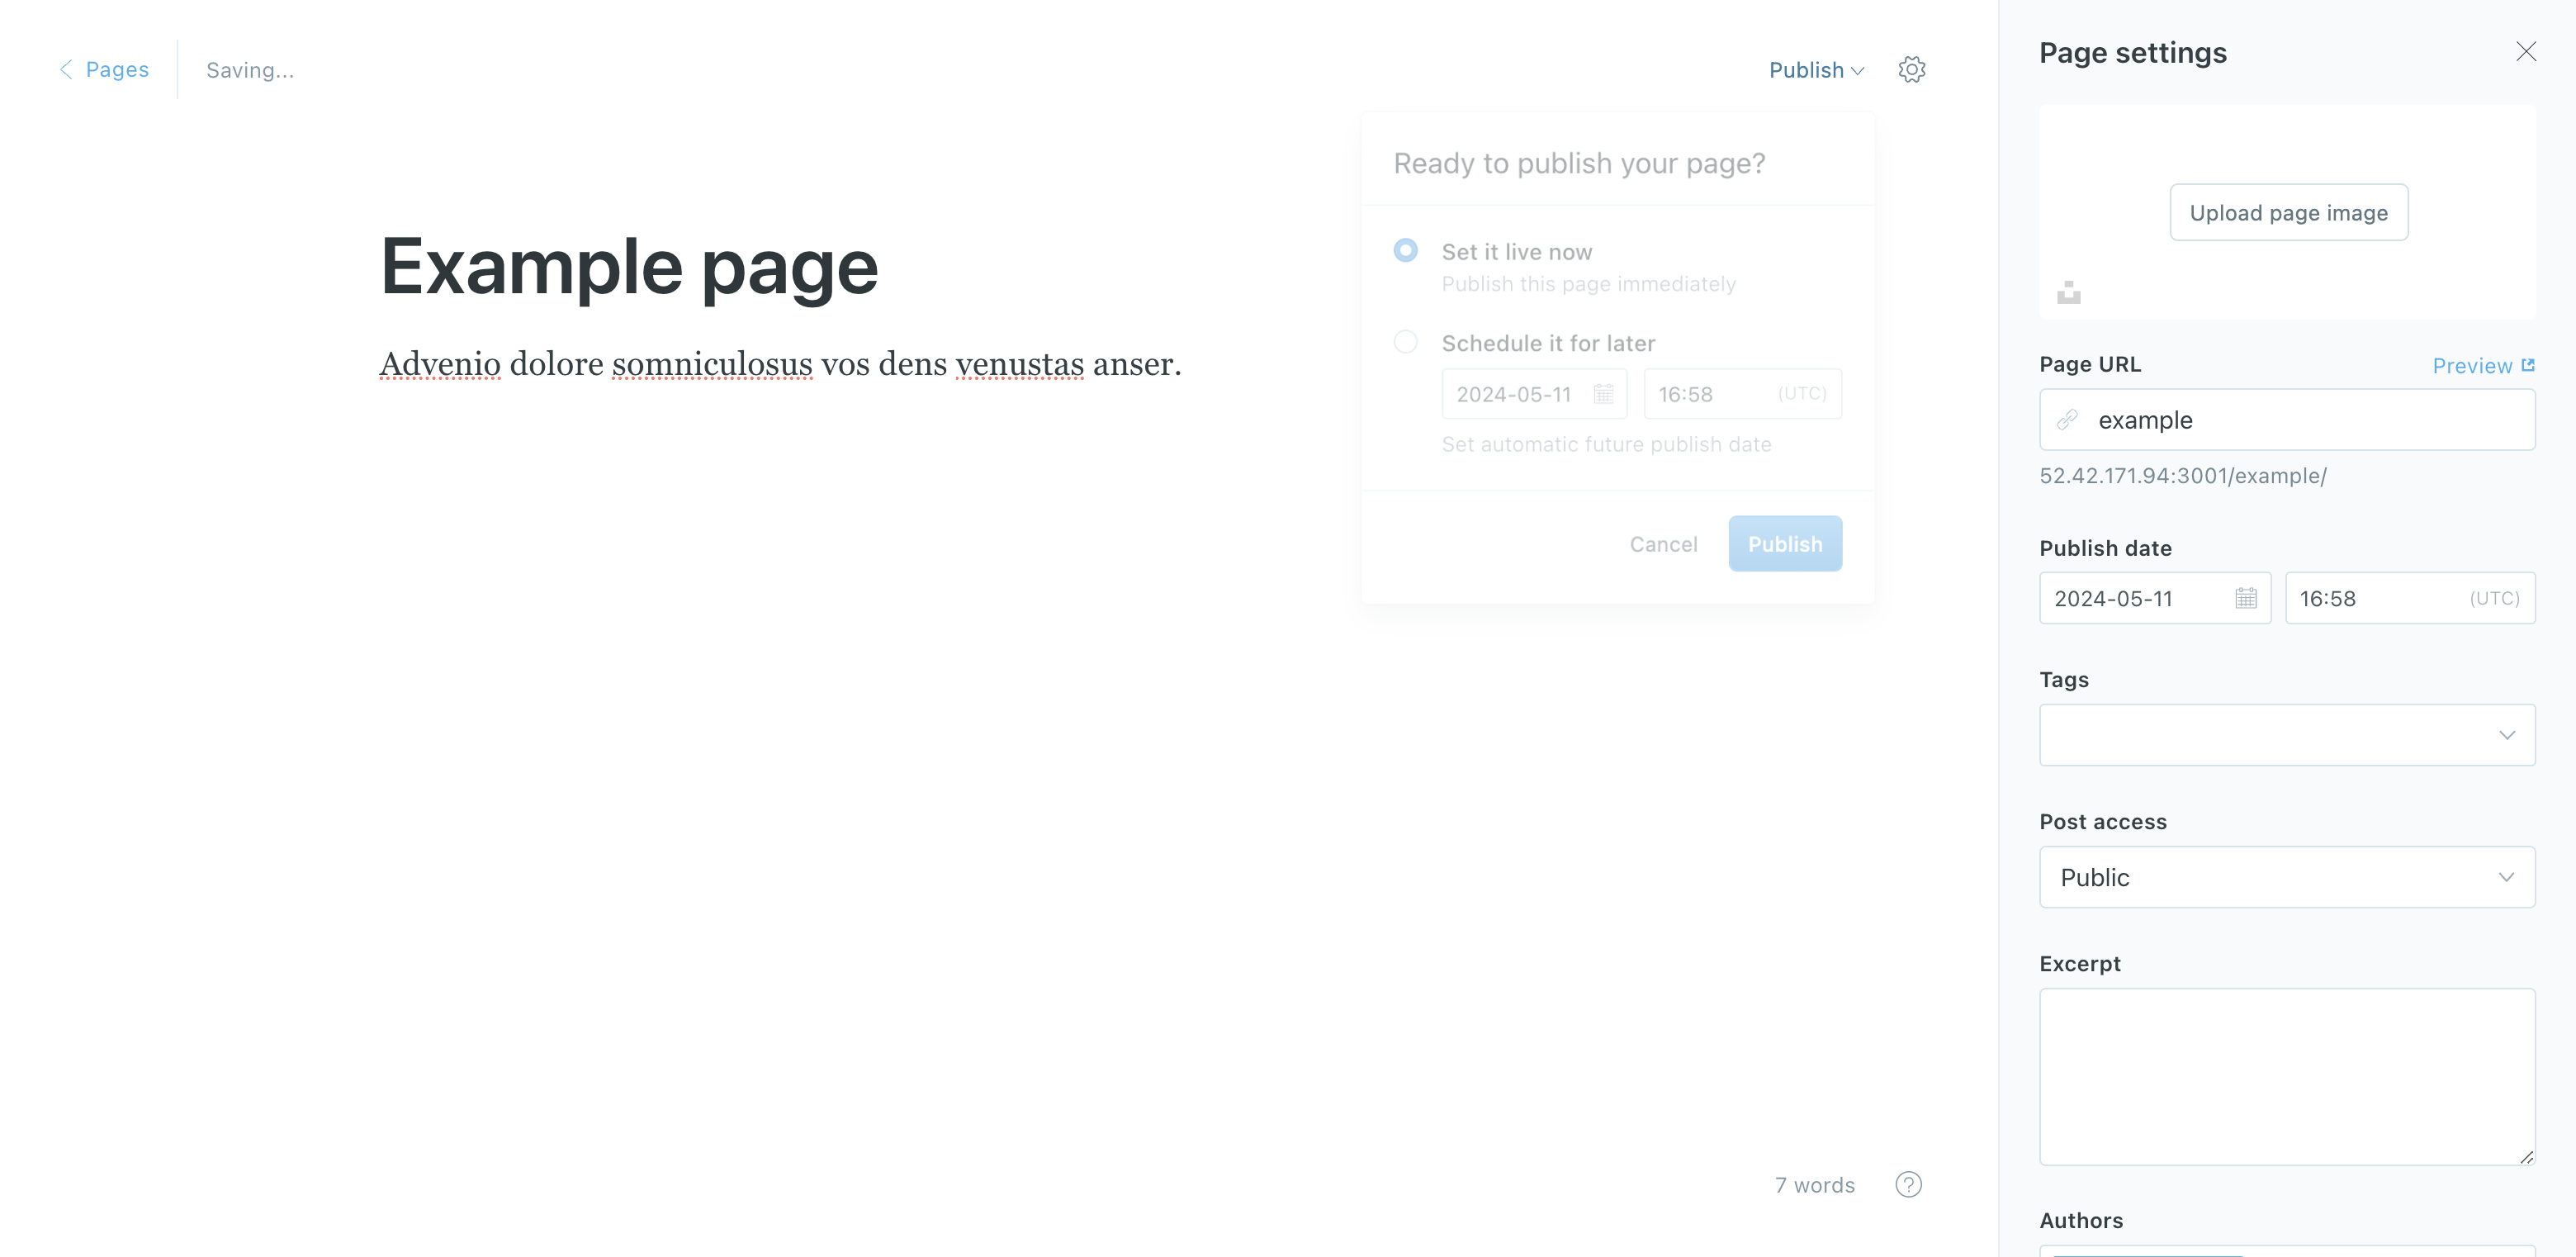 Pages
Saving...
Publish
Ready to publish your page?
Set it live now
Publish this page immediately
Schedule it for later
2024-05-11
16:58
(UTC)
Set automatic future publish date
Cancel
Publish
Example page
Advenio dolore somniculosus vos dens venustas anser.
7 words
?
Page settings
Upload page image
Page URL
Preview
example
52.42.171.94:3001/example/
Publish date
2024-05-11
16:58
(UTC)
Tags
Post access
Public
Excerpt
Authors